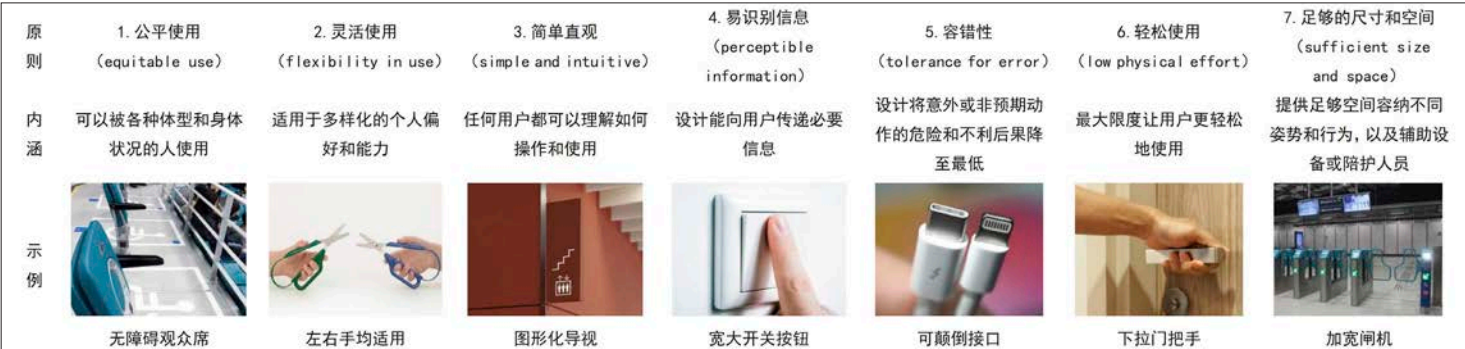 原则
1. 公平使用
(equitable use)
2. 灵活使用
(flexibility in use)
3. 简单直观
(simple and intuitive)
4. 易识别信息
(perceptible
information)
5. 容错性
(tolerance for error)
6. 轻松使用
(low physical effort)
7. 足够的尺寸和空间
(sufficient size
and space)
内涵
可以被各种体型和身体
状况的人使用
适用于多样化的个人偏
好和能力
任何用户都可以理解如何
操作和使用
设计能向用户传递必要
信息
设计将意外或非预期动
作的危险和不利后果降
至最低
最大限度让用户更轻松
地使用
提供足够空间容纳不同
姿势和行为，以及辅助设
备或陪护人员
示例
无障碍观众席
左右手均适用
图形化导视
宽大开关按钮
可颠倒接口
下拉门把手
加宽闸机